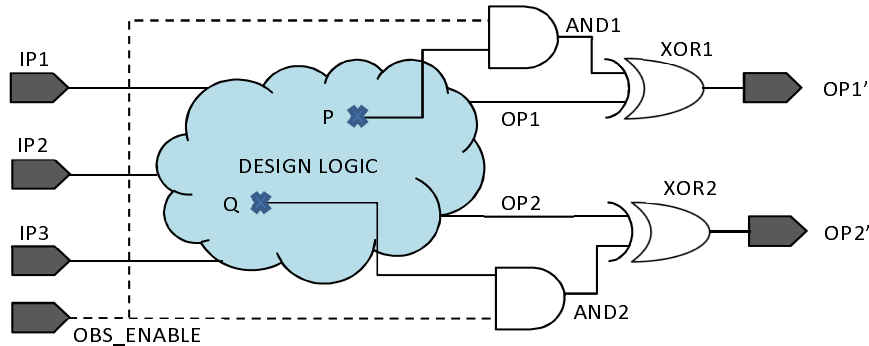 AND1
XOR1
IP1
OP1’
P
OP1
IP2
DESIGN LOGIC
XOR2
Q
OP2
IP3
OP2’
AND2
OBS_ENABLE